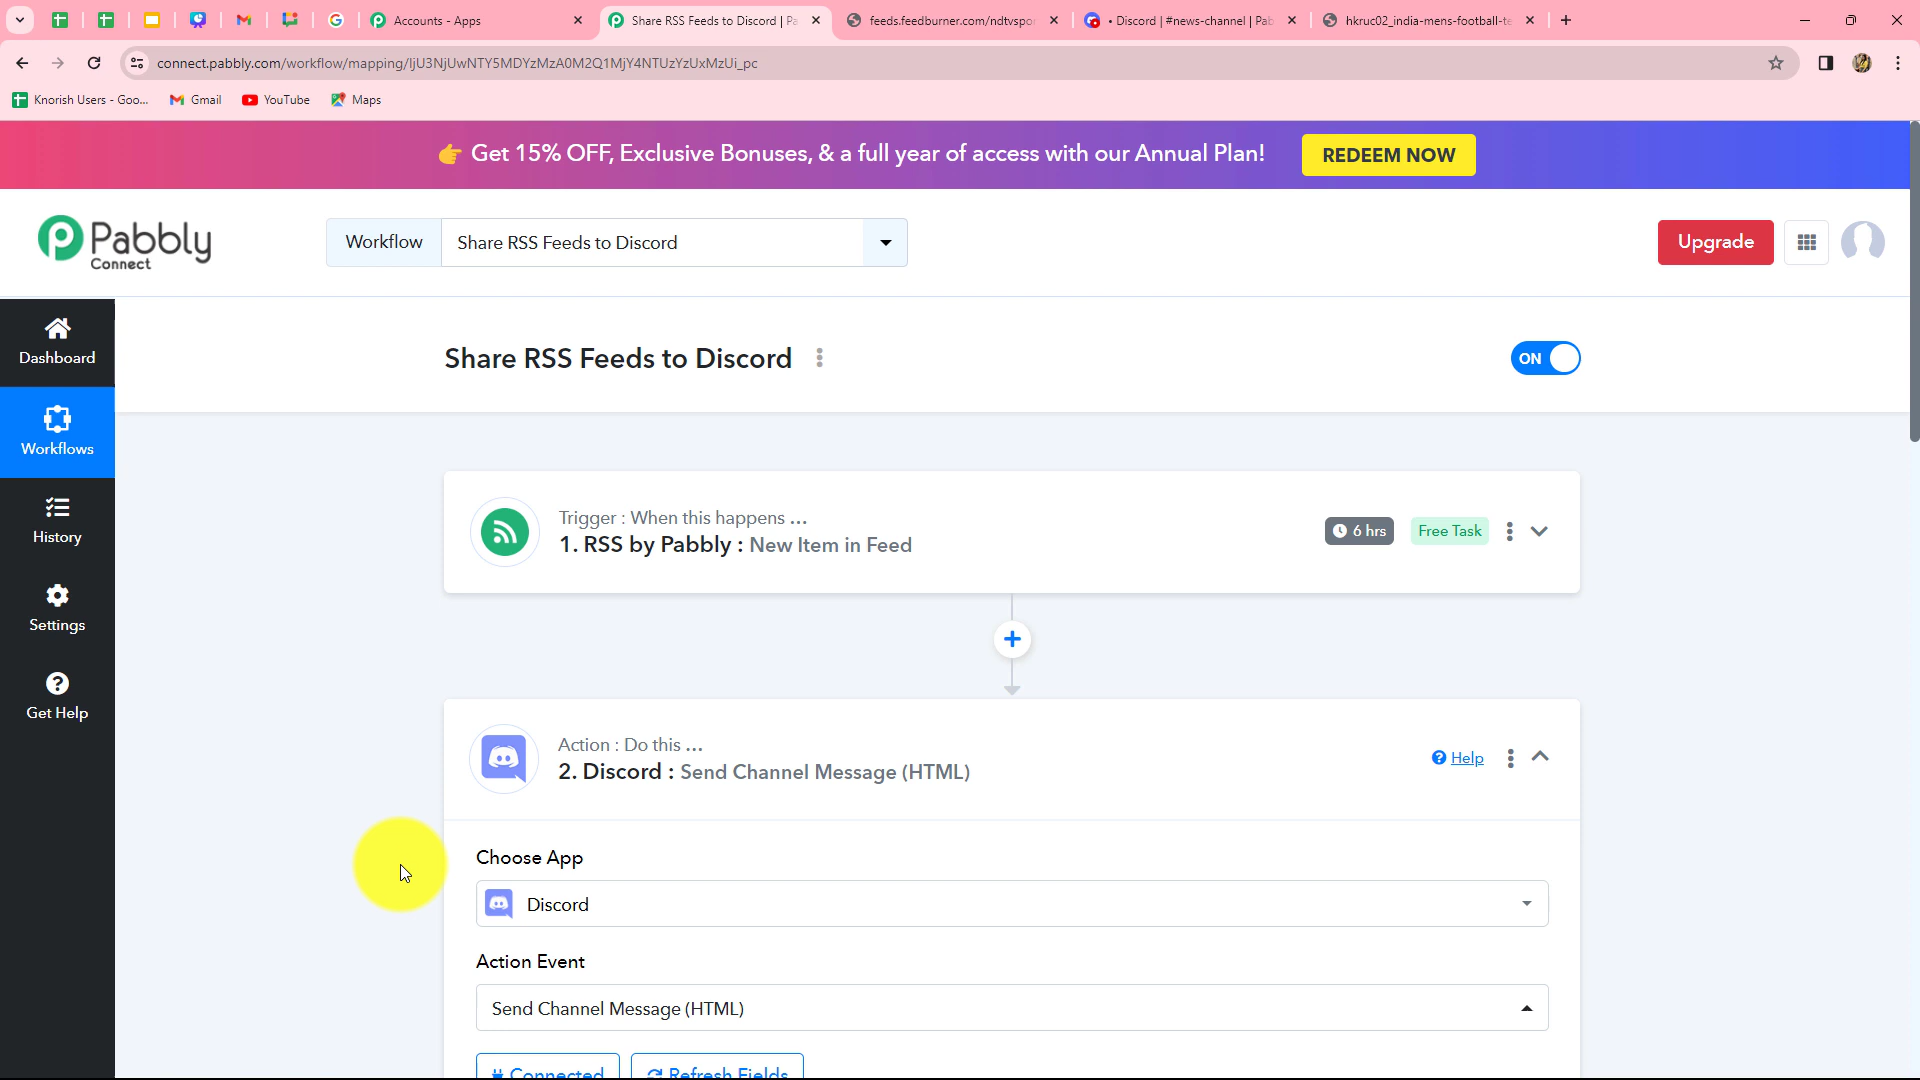 Accounts - Apps
Share RSS Feeds to Discord | Pa
feeds.feedburner.com/ndtvspo
• Discord | #news-channel | Pab
hkruc02_india-mens-football-te
connect.pabbly.com/workflow/mapping/IjU3NjUwNTY5MDYzMzA0M2Q1MjY4NTUzYzUxMzUi_pc
Knorish Users - Goo...
Gmail
YouTube
Maps
👉 Get 15% OFF, Exclusive Bonuses, & a full year of access with our Annual Plan!
REDEEM NOW
Pabbly
Connect
Workflow
Share RSS Feeds to Discord
Upgrade
Dashboard
Workflows
History
Settings
Get Help
Share RSS Feeds to Discord
ON
Trigger : When this happens ...
1. RSS by Pabbly : New Item in Feed
6 hrs
Free Task
Action : Do this ...
2. Discord : Send Channel Message (HTML)
Help
Choose App
Discord
Action Event
Send Channel Message (HTML)
Connected
Refresh Fields